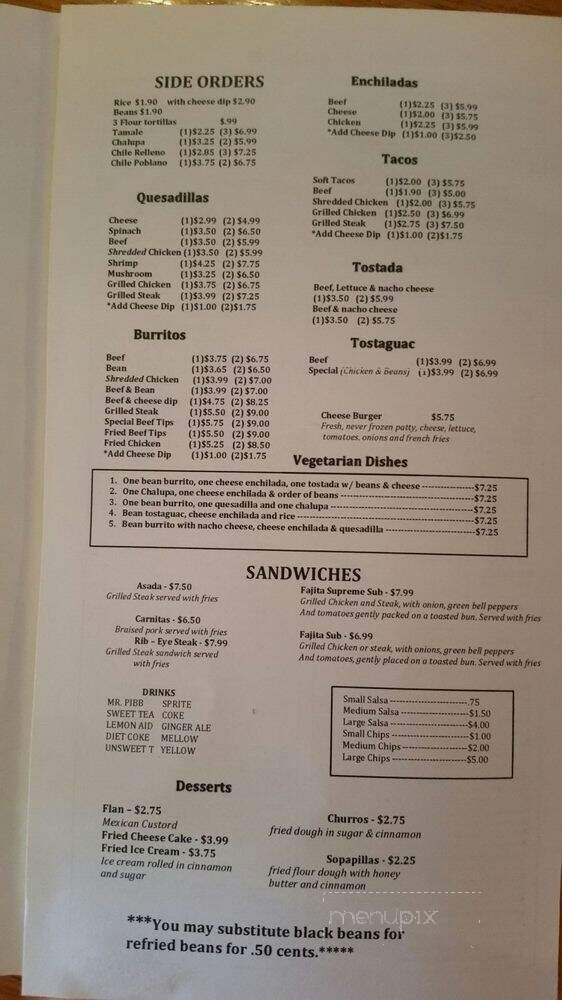 SIDE ORDERS
Rice $1.90 with cheese dip $2.90
Beans $1.90
3 Flour tortillas $.99
Tamale (1)$2.25 (3) $6.99
Chalupa (1)$3.25 (2) $5.99
Chile Relleno (1)$2.85 (3) $7.25
Chile Poblano (1)$3.75 (2) $6.75
Quesadillas
Cheese (1)$2.99 (2) $4.99
Spinach (1)$3.50 (2) $6.50
Beef (1)$3.50 (2) $5.99
Shredded Chicken (1)$3.50 (2) $5.99
Shrimp (1)$4.25 (2) $7.75
Mushroom (1)$3.25 (2) $6.50
Grilled Chicken (1)$3.75 (2) $6.75
Grilled Steak (1)$3.99 (2) $7.25
*Add Cheese Dip (1)$1.00 (2)$1.75
Burritos
Beef (1)$3.75 (2) $6.75
Bean (1)$3.65 (2) $6.50
Shredded Chicken (1)$3.99 (2) $7.00
Beef & Bean (1)$3.99 (2) $7.00
Beef & cheese dip (1)$4.75 (2) $8.25
Grilled Steak (1)$5.50 (2) $9.00
Special Beef Tips (1)$5.75 (2) $9.00
Fried Beef Tips (1)$5.50 (2) $9.00
Fried Chicken (1)$5.25 (2) $8.50
*Add Cheese Dip (1)$1.00 (2)$1.75
Enchiladas
Beef (1)$2.25 (3) $5.99
Cheese (1)$2.00 (3) $5.75
Chicken (1)$2.25 (3) $5.99
*Add Cheese Dip (1)$1.00 (3)$2.50
Tacos
Soft Tacos (1)$2.00 (3) $5.75
Beef (1)$1.90 (3) $5.00
Shredded Chicken (1)$2.00 (3) $5.75
Grilled Chicken (1)$2.50 (3) $6.99
Grilled Steak (1)$2.75 (3) $7.50
*Add Cheese Dip (1)$1.00 (2)$1.75
Tostada
Beef, Lettuce & nacho cheese
(1)$3.50 (2) $5.99
Beef & nacho cheese
(1)$3.50 (2) $5.75
Tostaguac
Beef (1)$3.99 (2) $6.99
Special (Chicken & Beans) (1)$3.99 (2) $6.99
Cheese Burger $5.75
Fresh, never frozen patty, cheese, lettuce,
tomatoes. onions and french fries
Vegetarian Dishes
1. One bean burrito, one cheese enchilada, one tostada w/ beans & cheese ----------------$7.25
2. One Chalupa, one cheese enchilada & order of beans ---------------------------$7.25
3. One bean burrito, one quesadilla and one chalupa -----------------------------$7.25
4. Bean tostaguac, cheese enchilada and rice ------------------------------------$7.25
5. Bean burrito with nacho cheese, cheese enchilada & quesadilla ---------------------------$7.25
SANDWICHES
Asada - $7.50
Grilled Steak served with fries
Carnitas - $6.50
Braised pork served with fries
Rib – Eye Steak - $7.99
Grilled Steak sandwich served
with fries
Fajita Supreme Sub - $7.99
Grilled Chicken and Steak, with onion, green bell peppers
And tomatoes gently packed on a toasted bun. Served with fries
Fajita Sub - $6.99
Grilled Chicken or steak, with onions, green bell peppers
And tomatoes, gently placed on a toasted bun. Served with fries
DRINKS
MR. PIBB SPRITE
SWEET TEA COKE
LEMON AID GINGER ALE
DIET COKE MELLOW
UNSWEET T YELLOW
Small Salsa ------------------------.75
Medium Salsa ---------------------$1.50
Large Salsa ------------------------$4.00
Small Chips ------------------------$1.00
Medium Chips--------------------$2.00
Large Chips -----------------------$5.00
Desserts
Flan – $2.75
Mexican Custord
Fried Cheese Cake - $3.99
Fried Ice Cream - $3.75
Ice cream rolled in cinnamon
and sugar
Churros - $2.75
fried dough in sugar & cinnamon
Sopapillas - $2.25
fried flour dough with honey
butter and cinnamon
menupix
***You may substitute black beans for
refried beans for .50 cents.*****